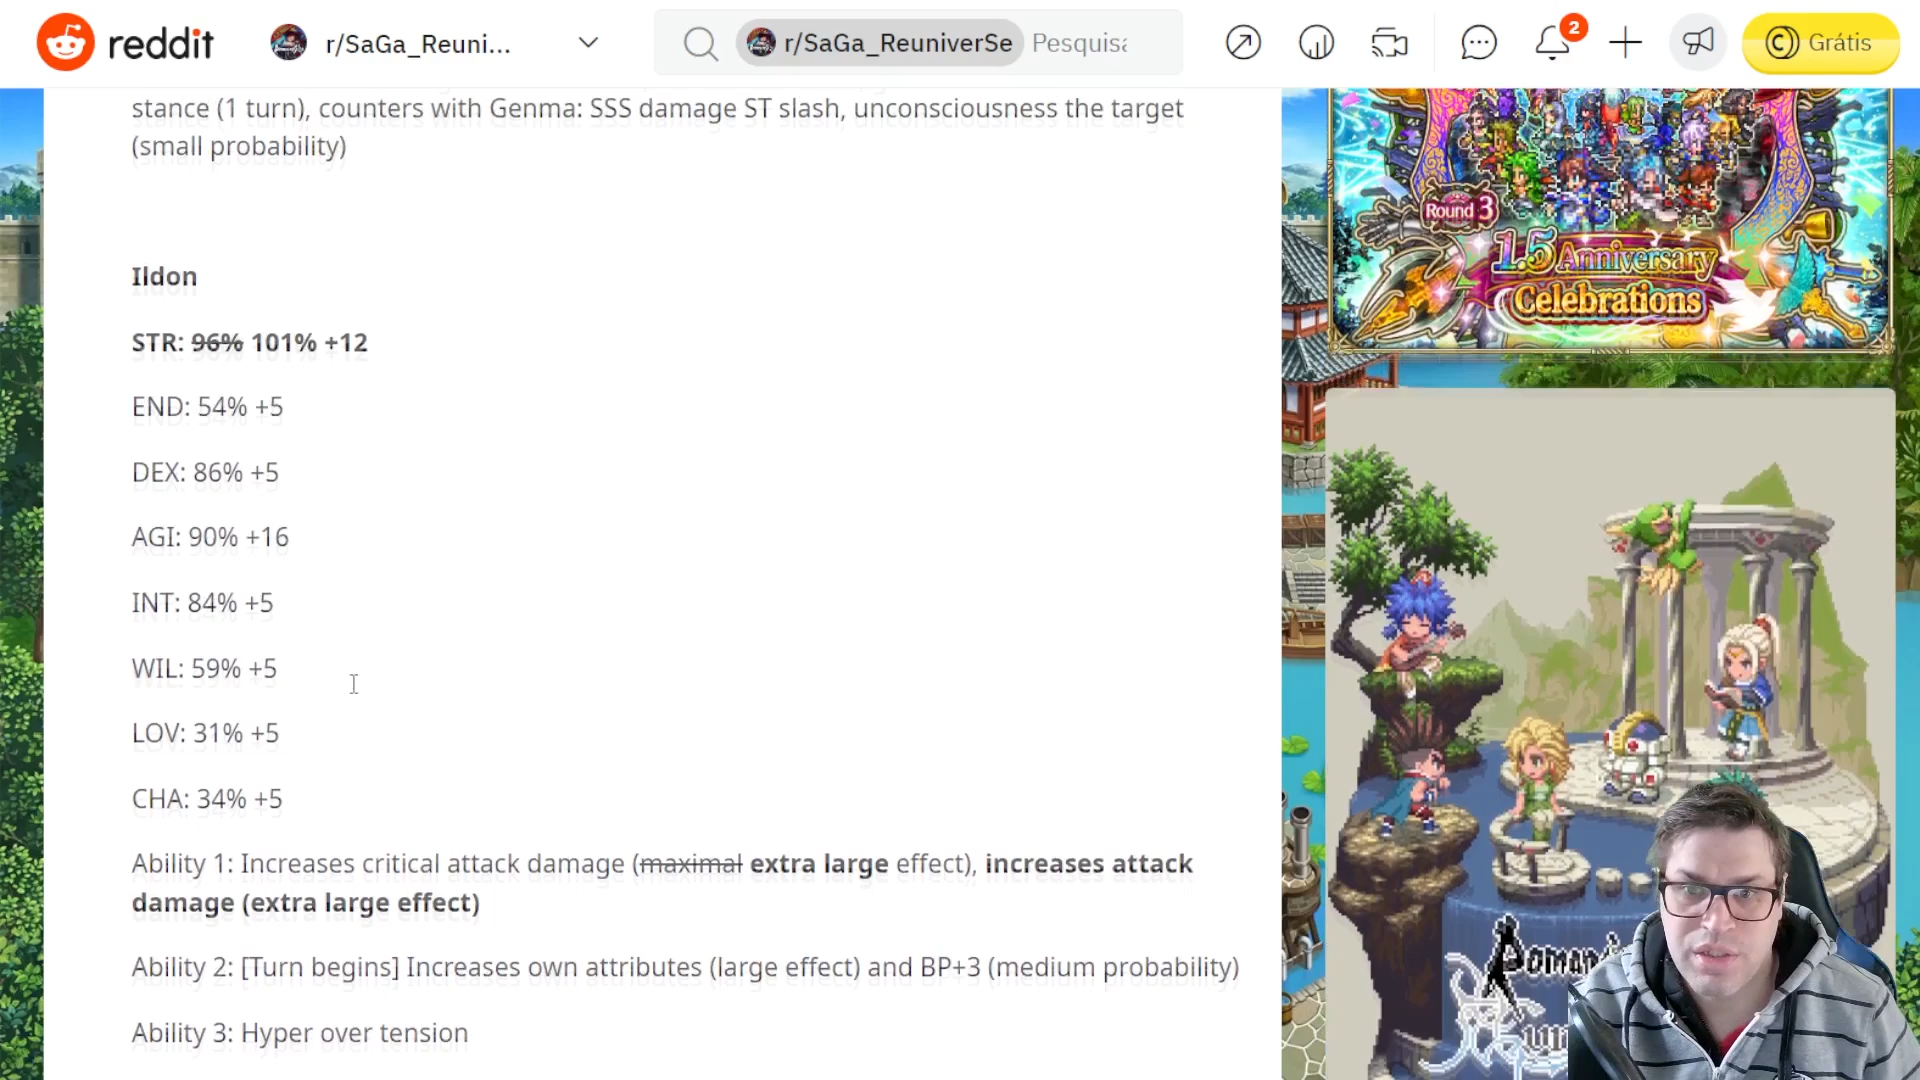 reddit r/SaGa_Reuni... r/SaGa_ReuniverSe Pesquisa 2 Grátis
stance (1 turn), counters with Genma: SSS damage ST slash, unconsciousness the target
(small probability)
Ildon
STR: 96% 101% +12
END: 54% +5
DEX: 86% +5
AGI: 90% +16
INT: 84% +5
WIL: 59% +5
LOV: 31% +5
CHA: 34% +5
Ability 1: Increases critical attack damage (maximal extra large effect), increases attack
damage (extra large effect)
Ability 2: [Turn begins] Increases own attributes (large effect) and BP+3 (medium probability)
Ability 3: Hyper over tension
Round 3
1.5 Anniversary
Celebrations